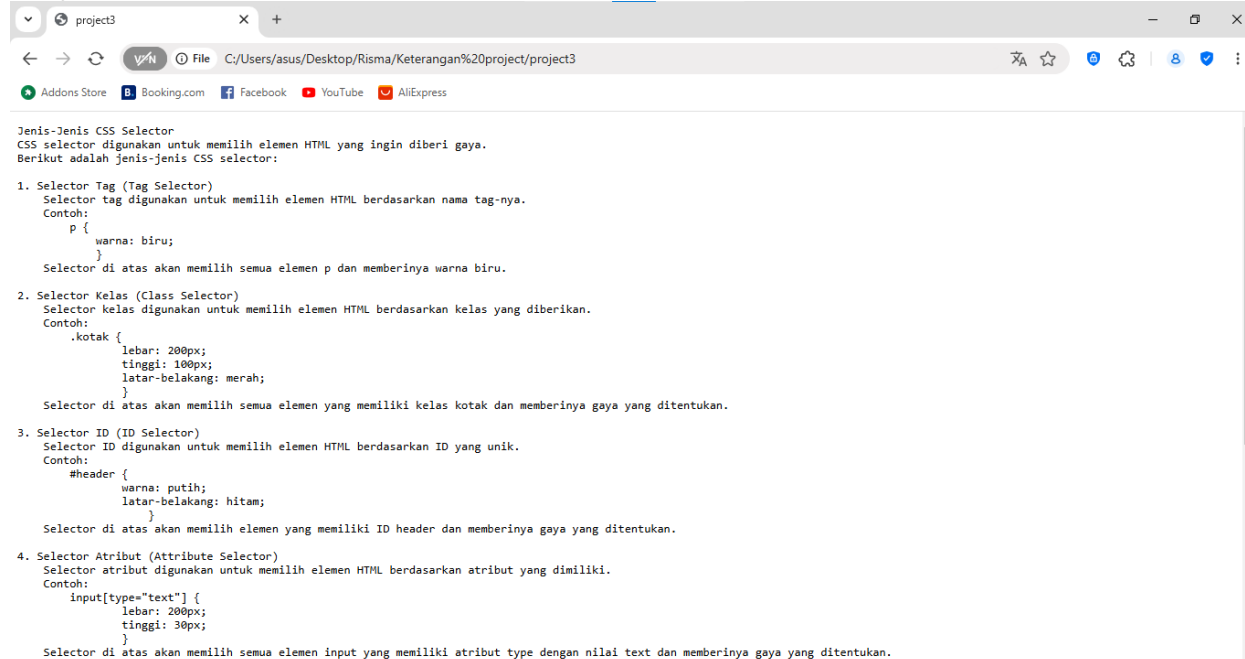 project3
V/N
File C:/Users/asus/Desktop/Risma/Keterangan%20project/project3
Addons Store B. Booking.com Facebook YouTube AliExpress
Jenis-Jenis CSS Selector
CSS selector digunakan untuk memilih elemen HTML yang ingin diberi gaya.
Berikut adalah jenis-jenis CSS selector:
1. Selector Tag (Tag Selector)
Selector tag digunakan untuk memilih elemen HTML berdasarkan nama tag-nya.
Contoh:
p {
warna: biru;
}
Selector di atas akan memilih semua elemen p dan memberinya warna biru.
2. Selector Kelas (Class Selector)
Selector kelas digunakan untuk memilih elemen HTML berdasarkan kelas yang diberikan.
Contoh:
.kotak {
lebar: 200px;
tinggi: 100px;
latar-belakang: merah;
}
Selector di atas akan memilih semua elemen yang memiliki kelas kotak dan memberinya gaya yang ditentukan.
3. Selector ID (ID Selector)
Selector ID digunakan untuk memilih elemen HTML berdasarkan ID yang unik.
Contoh:
#header {
warna: putih;
latar-belakang: hitam;
}
Selector di atas akan memilih elemen yang memiliki ID header dan memberinya gaya yang ditentukan.
4. Selector Atribut (Attribute Selector)
Selector atribut digunakan untuk memilih elemen HTML berdasarkan atribut yang dimiliki.
Contoh:
input[type="text"] {
lebar: 200px;
tinggi: 30px;
}
Selector di atas akan memilih semua elemen input yang memiliki atribut type dengan nilai text dan memberinya gaya yang ditentukan.